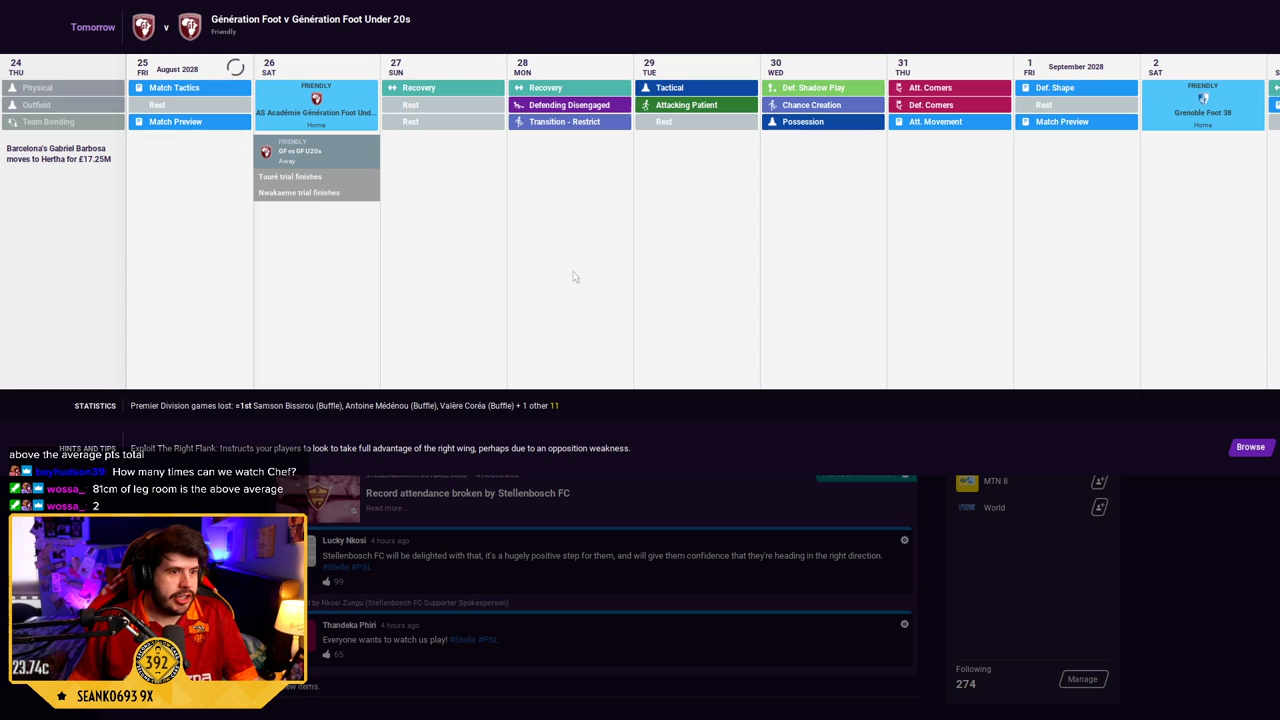 Tomorrow
v
Génération Foot v Génération Foot Under 20s
Friendly
24
THU
Physical
Outfield
Team Bonding
Barcelona's Gabriel Barbosa
moves to Hertha for £17.25M
25
FRI
August 2028
Match Tactics
Rest
Match Preview
26
SAT
FRIENDLY
AS Académie Génération Foot Und...
Home
FRIENDLY
GF vs GF U20s
Away
Touré trial finishes
Nwakaeme trial finishes
27
SUN
Recovery
Rest
Rest
28
MON
Recovery
Defending Disengaged
Transition - Restrict
29
TUE
Tactical
Attacking Patient
Rest
30
WED
Def. Shadow Play
Chance Creation
Possession
31
THU
Att. Corners
Def. Corners
Att. Movement
1
FRI
September 2028
Def. Shape
Rest
Match Preview
2
SAT
FRIENDLY
Grenoble Foot 38
Home
STATISTICS
Premier Division games lost: =1st Samson Bissirou (Buffle), Antoine Médénou (Buffle), Valère Coréa (Buffle) + 1 other 11
HINTS AND TIPS
Exploit The Right Flank: Instructs your players to look to take full advantage of the right wing, perhaps due to an opposition weakness.
Browse
above the average pts total
bayhudson39: How many times can we watch Chef?
wossa_: 81cm of leg room is the above average
wossa_: 2
Record attendance broken by Stellenbosch FC
Read more...
Lucky Nkosi 4 hours ago
Stellenbosch FC will be delighted with that, it's a hugely positive step for them, and will give them confidence that they're heading in the right direction.
#Stelle #PSL
99
d by Nkosi Zungu (Stellenbosch FC Supporter Spokesperson)
Thandeka Phiri 4 hours ago
Everyone wants to watch us play! #Stelle #PSL
65
ew items.
MTN 8
World
Following
274
Manage
23.74c
392
SEANK0693 9X